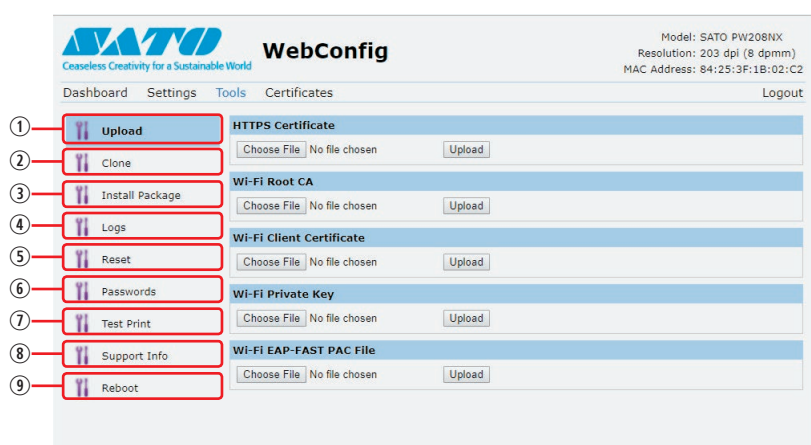 SATO
Ceaseless Creativity for a Sustainable World
WebConfig
Model: SATO PW208NX
Resolution: 203 dpi (8 dpmm)
MAC Address: 84:25:3F:1B:02:C2
Dashboard Settings Tools Certificates Logout
① Upload
② Clone
③ Install Package
④ Logs
⑤ Reset
⑥ Passwords
⑦ Test Print
⑧ Support Info
⑨ Reboot
HTTPS Certificate
Choose File No file chosen Upload
Wi-Fi Root CA
Choose File No file chosen Upload
Wi-Fi Client Certificate
Choose File No file chosen Upload
Wi-Fi Private Key
Choose File No file chosen Upload
Wi-Fi EAP-FAST PAC File
Choose File No file chosen Upload